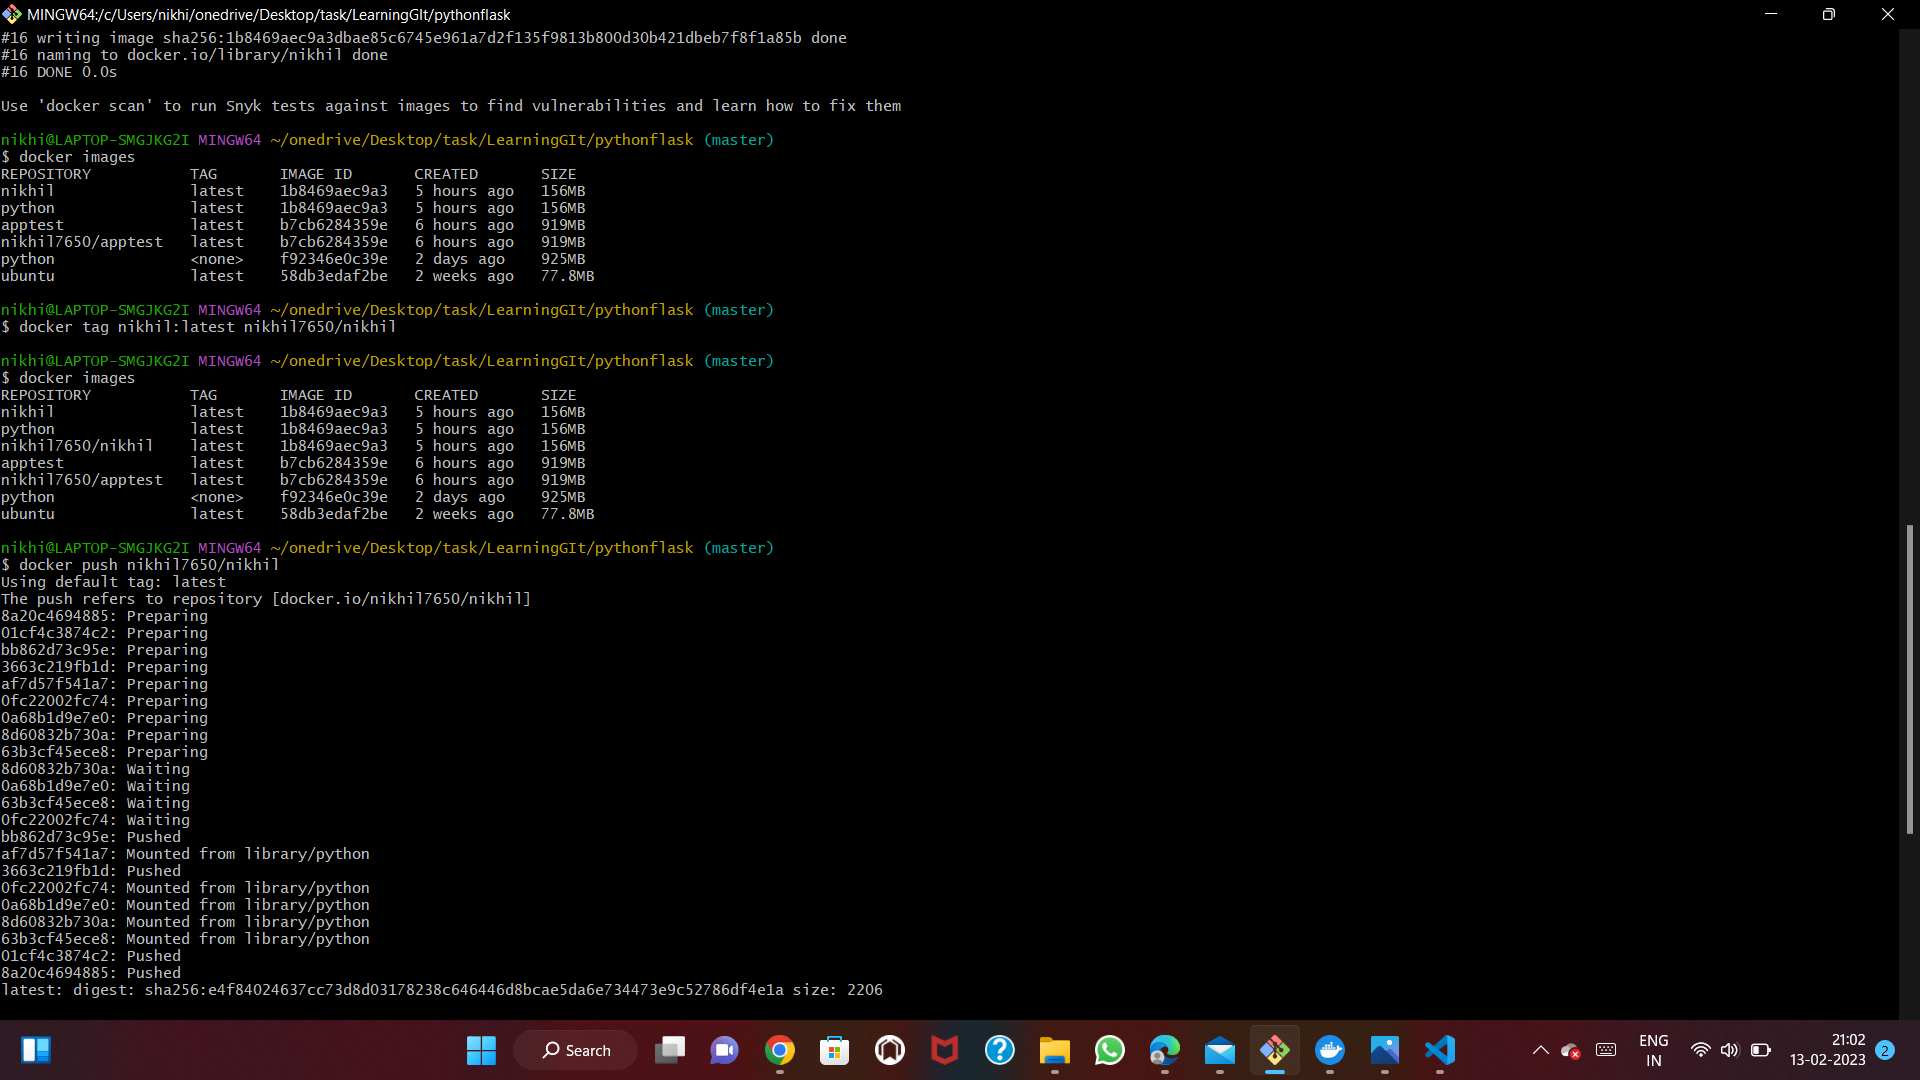 MINGW64:/c/Users/nikhi/onedrive/Desktop/task/LearningGIt/pythonflask
#16 writing image sha256:1b8469aec9a3dbae85c6745e961a7d2f135f9813b800d30b421dbeb7f8f1a85b done
#16 naming to docker.io/library/nikhil done
#16 DONE 0.0s
Use 'docker scan' to run Snyk tests against images to find vulnerabilities and learn how to fix them
nikhi@LAPTOP-SMGJKG2I MINGW64 ~/onedrive/Desktop/task/LearningGIt/pythonflask (master)
$ docker images
REPOSITORY TAG IMAGE ID CREATED SIZE
nikhil latest 1b8469aec9a3 5 hours ago 156MB
python latest 1b8469aec9a3 5 hours ago 156MB
apptest latest b7cb6284359e 6 hours ago 919MB
nikhil7650/apptest latest b7cb6284359e 6 hours ago 919MB
python <none> f92346e0c39e 2 days ago 925MB
ubuntu latest 58db3edaf2be 2 weeks ago 77.8MB
nikhi@LAPTOP-SMGJKG2I MINGW64 ~/onedrive/Desktop/task/LearningGIt/pythonflask (master)
$ docker tag nikhil:latest nikhil7650/nikhil
nikhi@LAPTOP-SMGJKG2I MINGW64 ~/onedrive/Desktop/task/LearningGIt/pythonflask (master)
$ docker images
REPOSITORY TAG IMAGE ID CREATED SIZE
nikhil latest 1b8469aec9a3 5 hours ago 156MB
python latest 1b8469aec9a3 5 hours ago 156MB
nikhil7650/nikhil latest 1b8469aec9a3 5 hours ago 156MB
apptest latest b7cb6284359e 6 hours ago 919MB
nikhil7650/apptest latest b7cb6284359e 6 hours ago 919MB
python <none> f92346e0c39e 2 days ago 925MB
ubuntu latest 58db3edaf2be 2 weeks ago 77.8MB
nikhi@LAPTOP-SMGJKG2I MINGW64 ~/onedrive/Desktop/task/LearningGIt/pythonflask (master)
$ docker push nikhil7650/nikhil
Using default tag: latest
The push refers to repository [docker.io/nikhil7650/nikhil]
8a20c4694885: Preparing
01cf4c3874c2: Preparing
bb862d73c95e: Preparing
3663c219fb1d: Preparing
af7d57f541a7: Preparing
0fc22002fc74: Preparing
0a68b1d9e7e0: Preparing
8d60832b730a: Preparing
63b3cf45ece8: Preparing
8d60832b730a: Waiting
0a68b1d9e7e0: Waiting
63b3cf45ece8: Waiting
0fc22002fc74: Waiting
bb862d73c95e: Pushed
af7d57f541a7: Mounted from library/python
3663c219fb1d: Pushed
0fc22002fc74: Mounted from library/python
0a68b1d9e7e0: Mounted from library/python
8d60832b730a: Mounted from library/python
63b3cf45ece8: Mounted from library/python
01cf4c3874c2: Pushed
8a20c4694885: Pushed
latest: digest: sha256:e4f84024637cc73d8d03178238c646446d8bcae5da6e734473e9c52786df4e1a size: 2206
Search
ENG
IN
21:02
13-02-2023
2